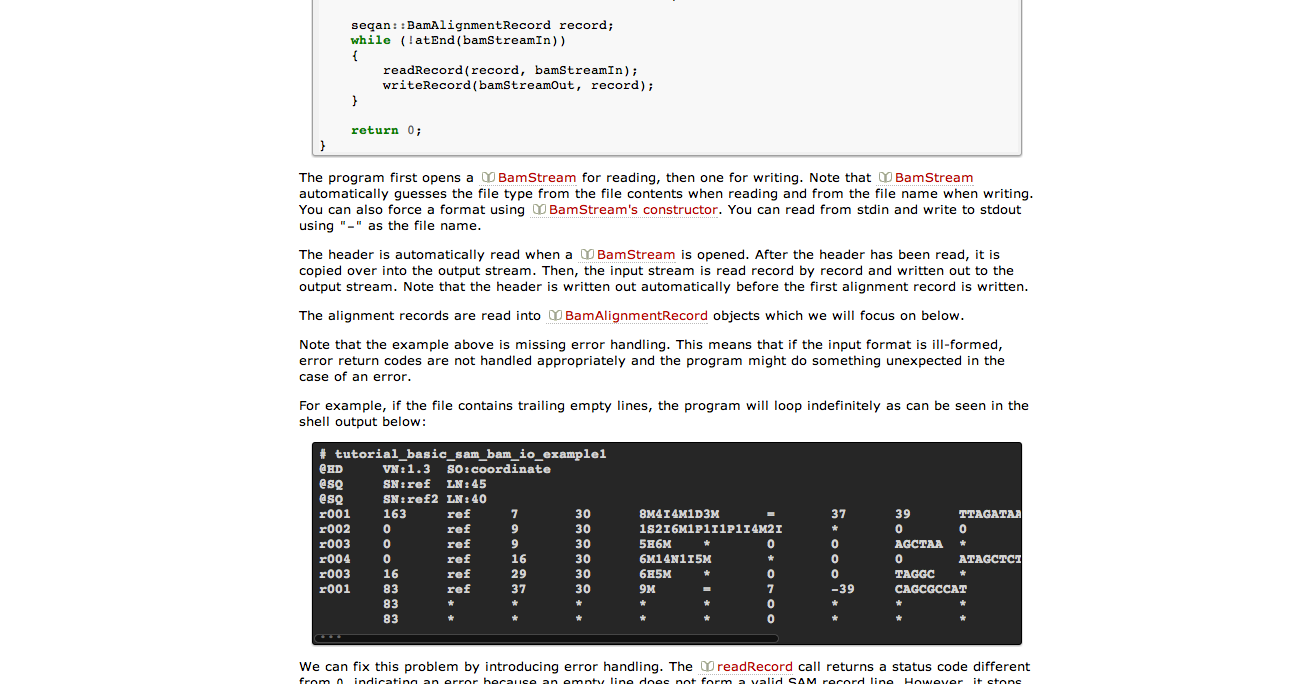 seqan::BamAlignmentRecord record;
while (!atEnd(bamStreamIn))
{
readRecord(record, bamStreamIn);
writeRecord(bamStreamOut, record);
}
return 0;
}
The program first opens a BamStream for reading, then one for writing. Note that BamStream
automatically guesses the file type from the file contents when reading and from the file name when writing.
You can also force a format using BamStream's constructor. You can read from stdin and write to stdout
using "-" as the file name.
The header is automatically read when a BamStream is opened. After the header has been read, it is
copied over into the output stream. Then, the input stream is read record by record and written out to the
output stream. Note that the header is written out automatically before the first alignment record is written.
The alignment records are read into BamAlignmentRecord objects which we will focus on below.
Note that the example above is missing error handling. This means that if the input format is ill-formed,
error return codes are not handled appropriately and the program might do something unexpected in the
case of an error.
For example, if the file contains trailing empty lines, the program will loop indefinitely as can be seen in the
shell output below:
# tutorial_basic_sam_bam_io_example1
@HD VN:1.3 SO:coordinate
@SQ SN:ref LN:45
@SQ SN:ref2 LN:40
r001 163 ref 7 30 8M4I4M1D3M = 37 39 TTAGATAA
r002 0 ref 9 30 1S2I6M1P1I1P1I4M2I * 0 0
r003 0 ref 9 30 5H6M * 0 0 AGCTAA *
r004 0 ref 16 30 6M14N1I5M * 0 0 ATAGCTCT
r003 16 ref 29 30 6H5M * 0 0 TAGGC *
r001 83 ref 37 30 9M = 7 -39 CAGCGCCAT
83 * * * * * 0 * * *
83 * * * * * 0 * * *
We can fix this problem by introducing error handling. The readRecord call returns a status code different
from 0, indicating an error because an empty line does not form a valid SAM record line. However, it stops